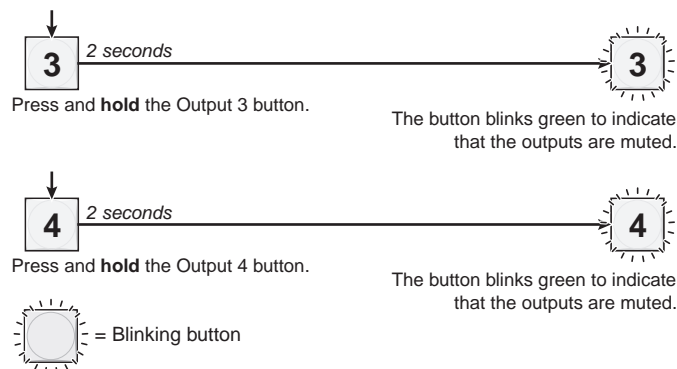 3
2 seconds
3
Press and hold the Output 3 button.
The button blinks green to indicate
that the outputs are muted.
4
2 seconds
4
Press and hold the Output 4 button.
The button blinks green to indicate
that the outputs are muted.
= Blinking button